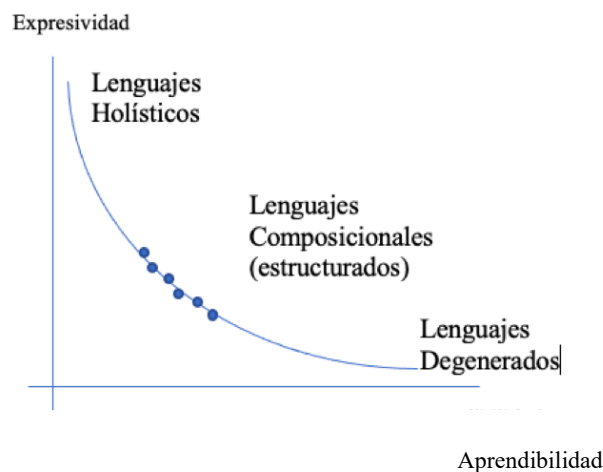 Expresividad
Lenguajes
Holísticos
Lenguajes
Composicionales
(estructurados)
Lenguajes
Degenerados
Aprendibilidad